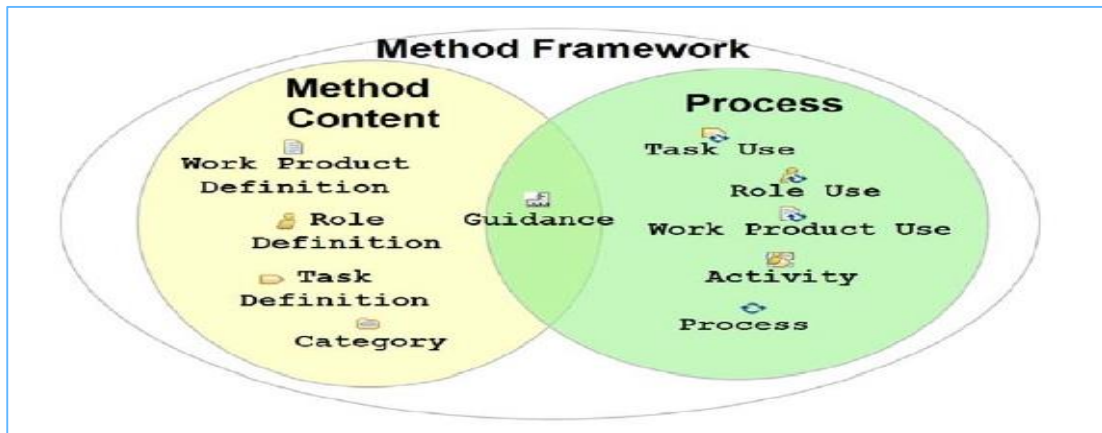 Method Framework
Method
Content
Work Product
Definition
Role
Definition
Task
Definition
Category
Guidance
Process
Task Use
Role Use
Work Product Use
Activity
Process